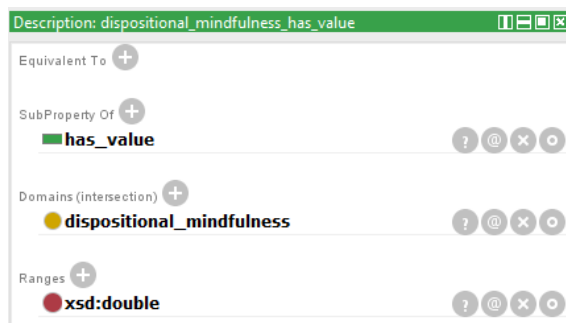 Description: dispositional_mindfulness_has_value
Equivalent To
SubProperty Of
has_value
Domains (intersection)
dispositional_mindfulness
Ranges
xsd:double